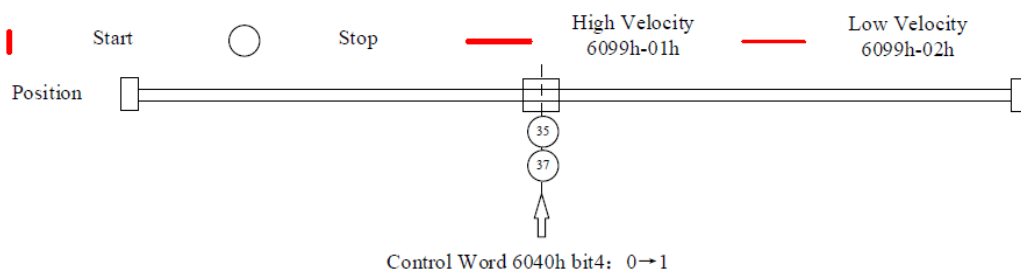 Start
Stop
High Velocity
6099h-01h
Low Velocity
6099h-02h
Position
35
37
Control Word 6040h bit4：0→1